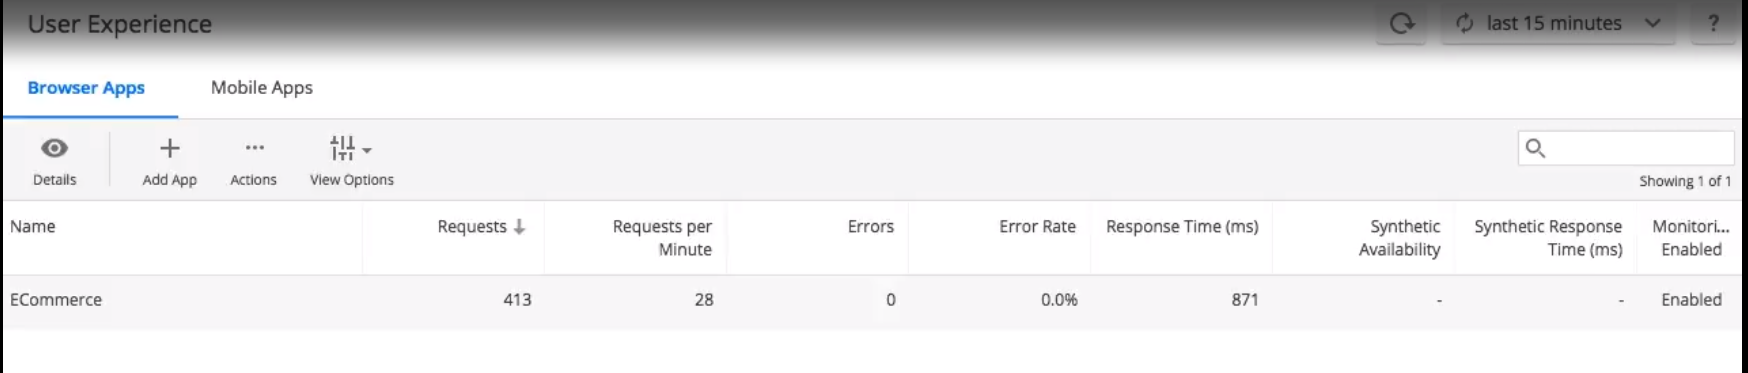 User Experience
last 15 minutes
?
Browser Apps
Mobile Apps
Details
Add App
Actions
View Options
Showing 1 of 1
Name
Requests
Requests per
Minute
Errors
Error Rate
Response Time (ms)
Synthetic
Availability
Synthetic Response
Time (ms)
Monitori...
Enabled
ECommerce
413
28
0
0.0%
871
-
-
Enabled